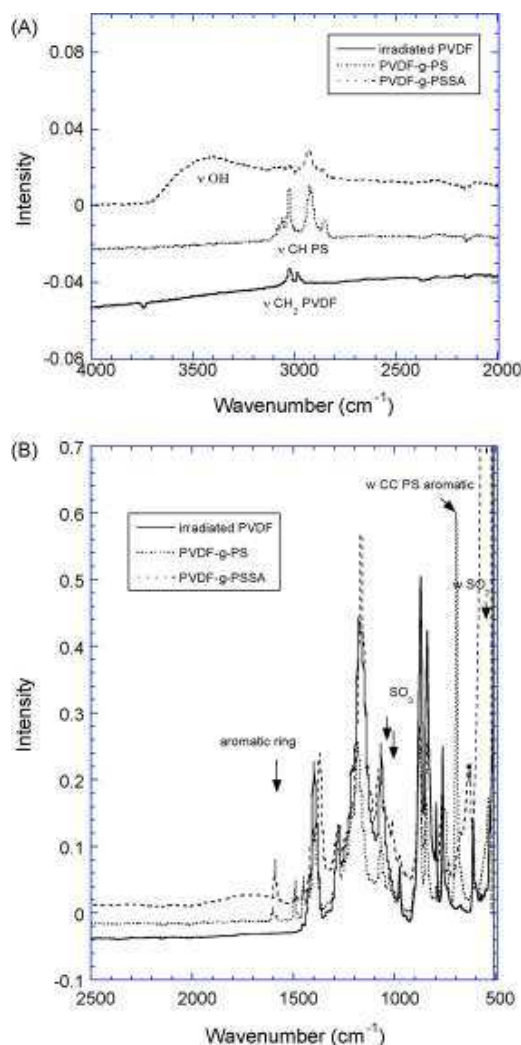 (A)
0.08
0.04
0
-0.04
-0.08
Intensity
irradiated PVDF
PVDF-g-PS
PVDF-g-PSSA
ν OH
ν CH PS
ν CH2 PVDF
4000 3500 3000 2500 2000
Wavenumber (cm-1)
(B)
0.7
0.6
0.5
0.4
0.3
0.2
0.1
0
-0.1
Intensity
w CC PS aromatic
irradiated PVDF
PVDF-g-PS
PVDF-g-PSSA
w SO
SO3
aromatic ring
2500 2000 1500 1000 500
Wavenumber (cm-1)